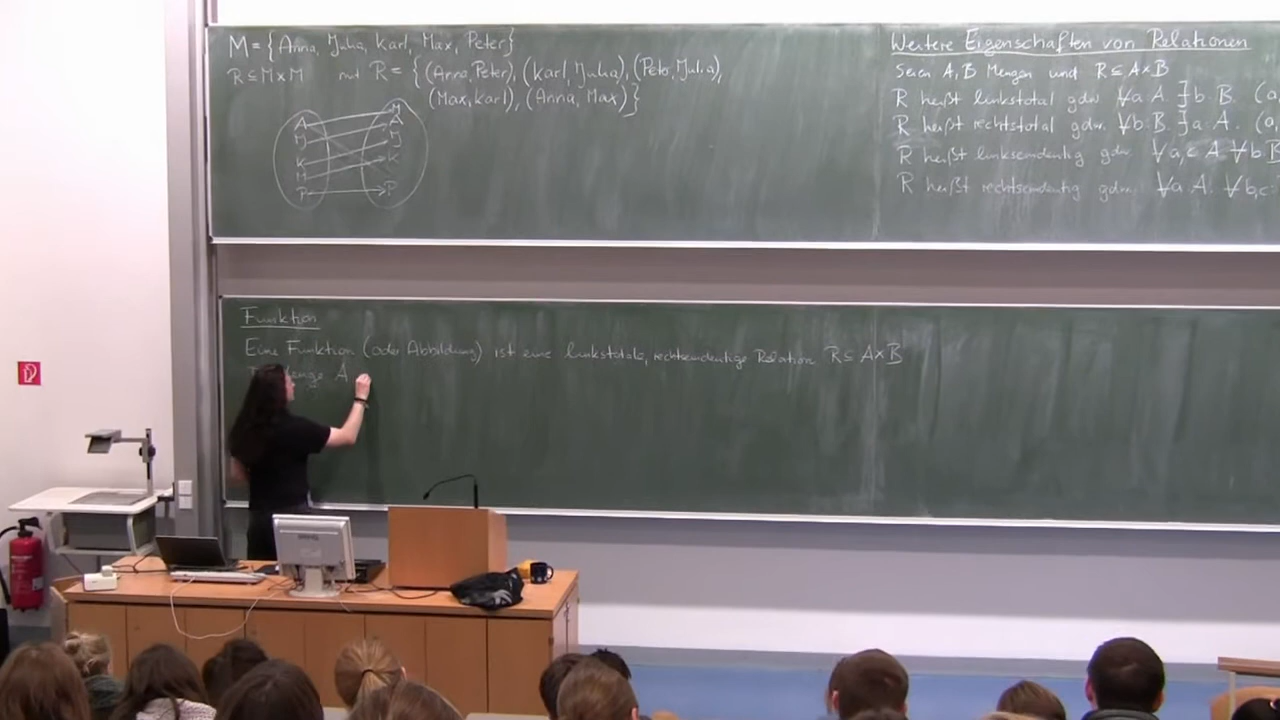 M = {Anna, Julia, Karl, Max, Peter}
R ⊆ M×M mit R = {(Anna, Peter), (Karl, Julia), (Peter, Julia),
(Max, Karl), (Anna, Max)}
A
J
K
M
P
M
A
J
K
P
Weitere Eigenschaften von Relationen
Seien A, B Mengen und R ⊆ A×B
R heißt linkstotal gdw. ∀a:A. ∃b:B. (a,
R heißt rechtstotal gdw. ∀b:B. ∃a:A. (a,
R heißt linkseindeutig gdw. ∀a,c:A. ∀b:B
R heißt rechtseindeutig gdw. ∀a:A. ∀b,c:
Funktion
Eine Funktion (oder Abbildung) ist eine linkstotale, rechtseindeutige Relation R ⊆ A×B
Menge A